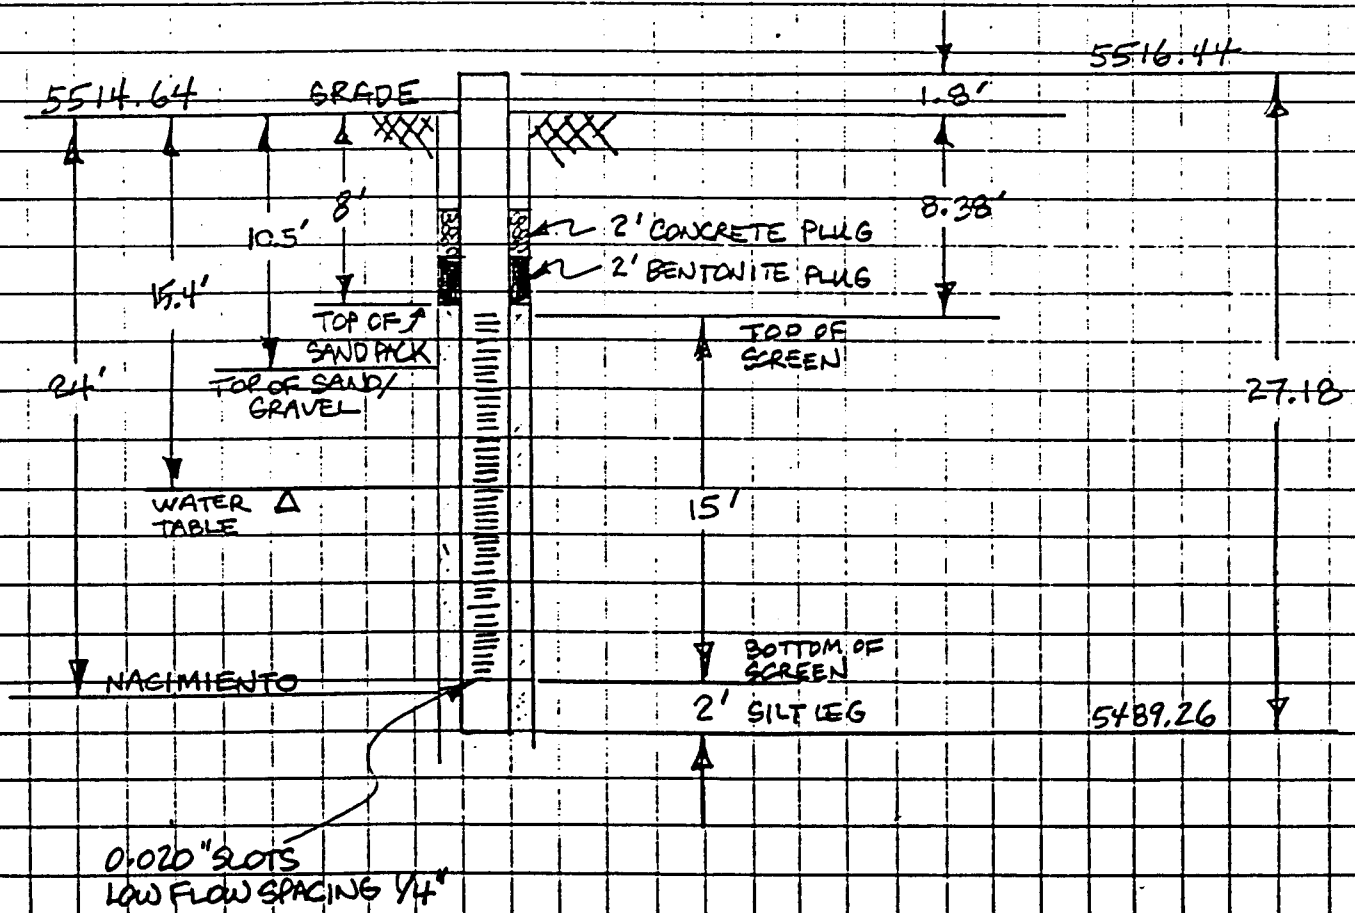 5516.44
5514.64 GRADE 1.8'
8' 8.38'
10.5' 2' CONCRETE PLUG
15.4' 2' BENTONITE PLUG
TOP OF
SAND PACK
TOP OF
SCREEN
24' TOP OF SAND/
GRAVEL
27.18
WATER
TABLE
15'
BOTTOM OF
SCREEN
NACIMIENTO
2' SILT LEG 5489.26
0.020" SLOTS
LOW FLOW SPACING 1/4"